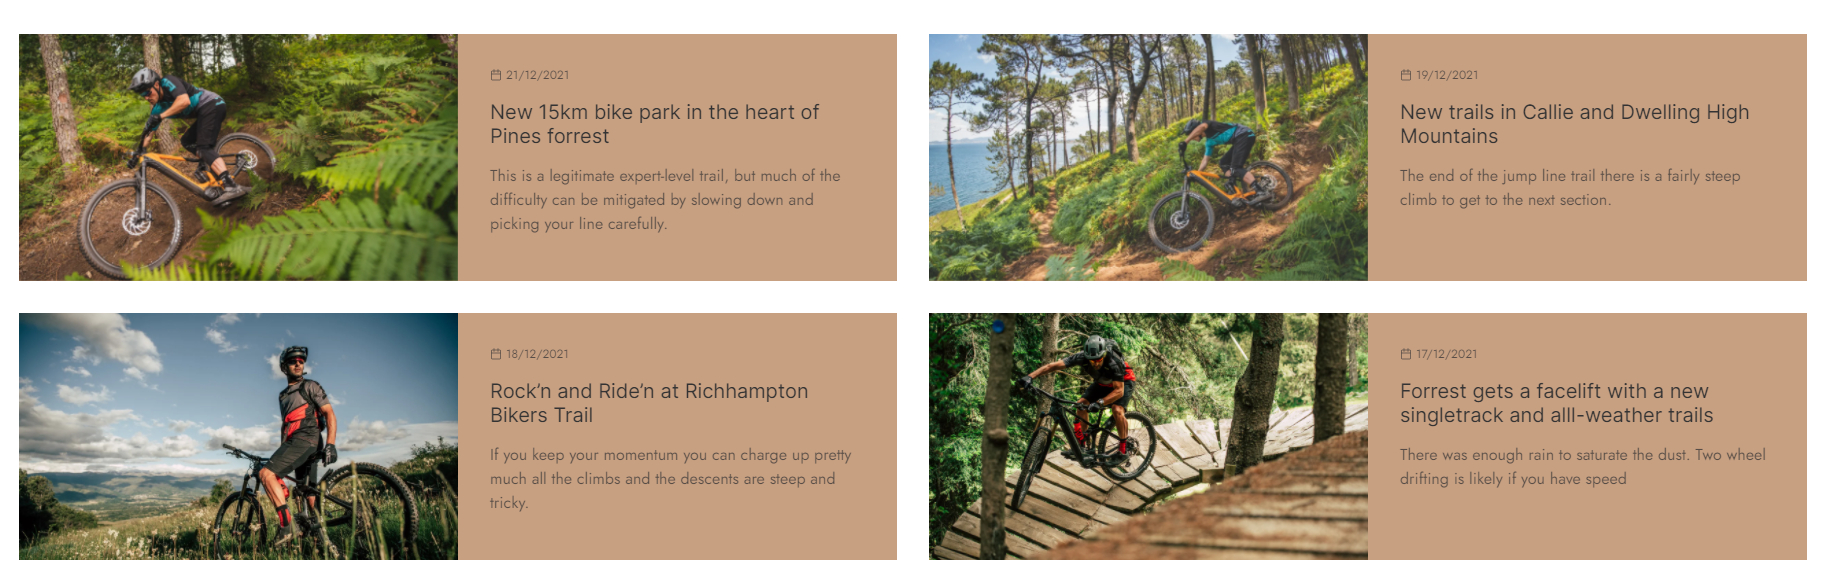 21/12/2021
New 15km bike park in the heart of
Pines forrest
This is a legitimate expert-level trail, but much of the
difficulty can be mitigated by slowing down and
picking your line carefully.
19/12/2021
New trails in Callie and Dwelling High
Mountains
The end of the jump line trail there is a fairly steep
climb to get to the next section.
18/12/2021
Rock’n and Ride’n at Richhampton
Bikers Trail
If you keep your momentum you can charge up pretty
much all the climbs and the descents are steep and
tricky.
17/12/2021
Forrest gets a facelift with a new
singletrack and alll-weather trails
There was enough rain to saturate the dust. Two wheel
drifting is likely if you have speed